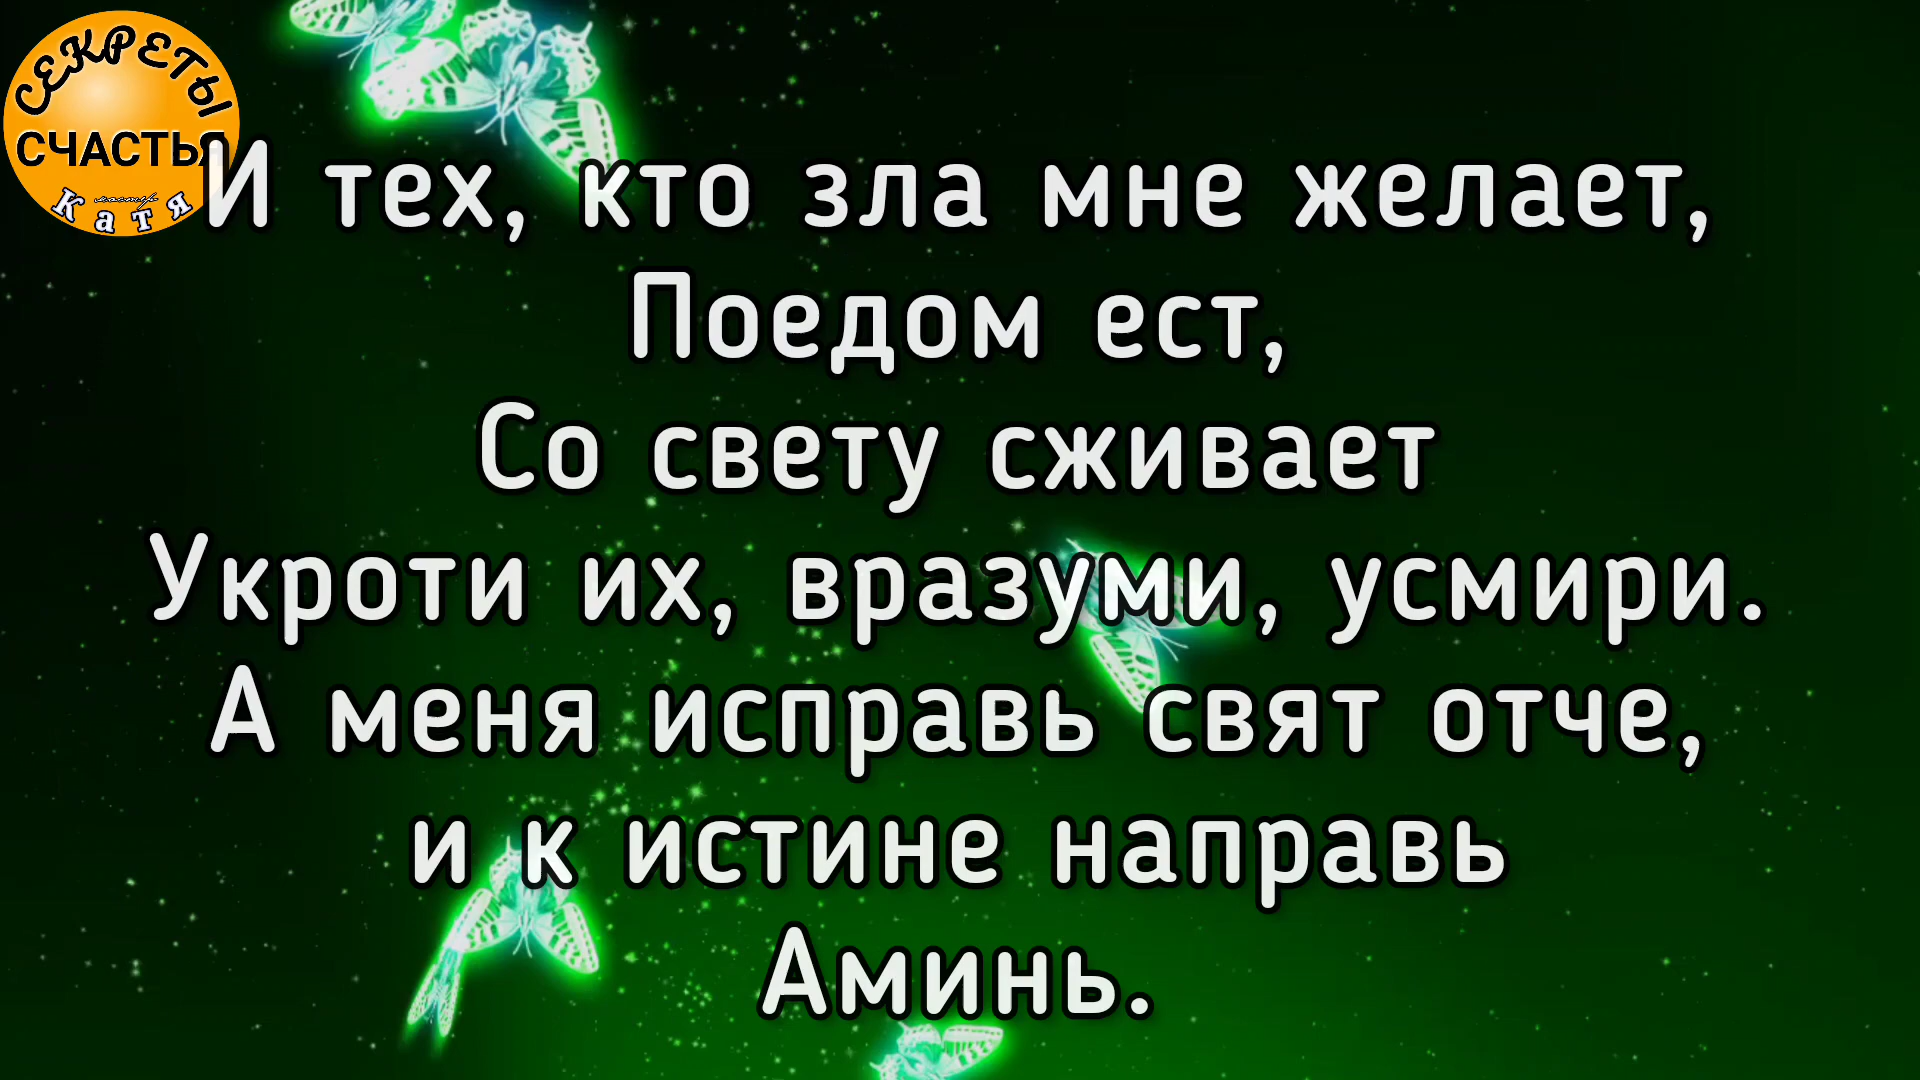 СЕКРЕТЫ
СЧАСТЬЯ
мастер
Катя
И тех, кто зла мне желает,
Поедом ест,
Со свету сживает
Укроти их, вразуми, усмири.
А меня исправь свят отче,
и к истине направь
Аминь.